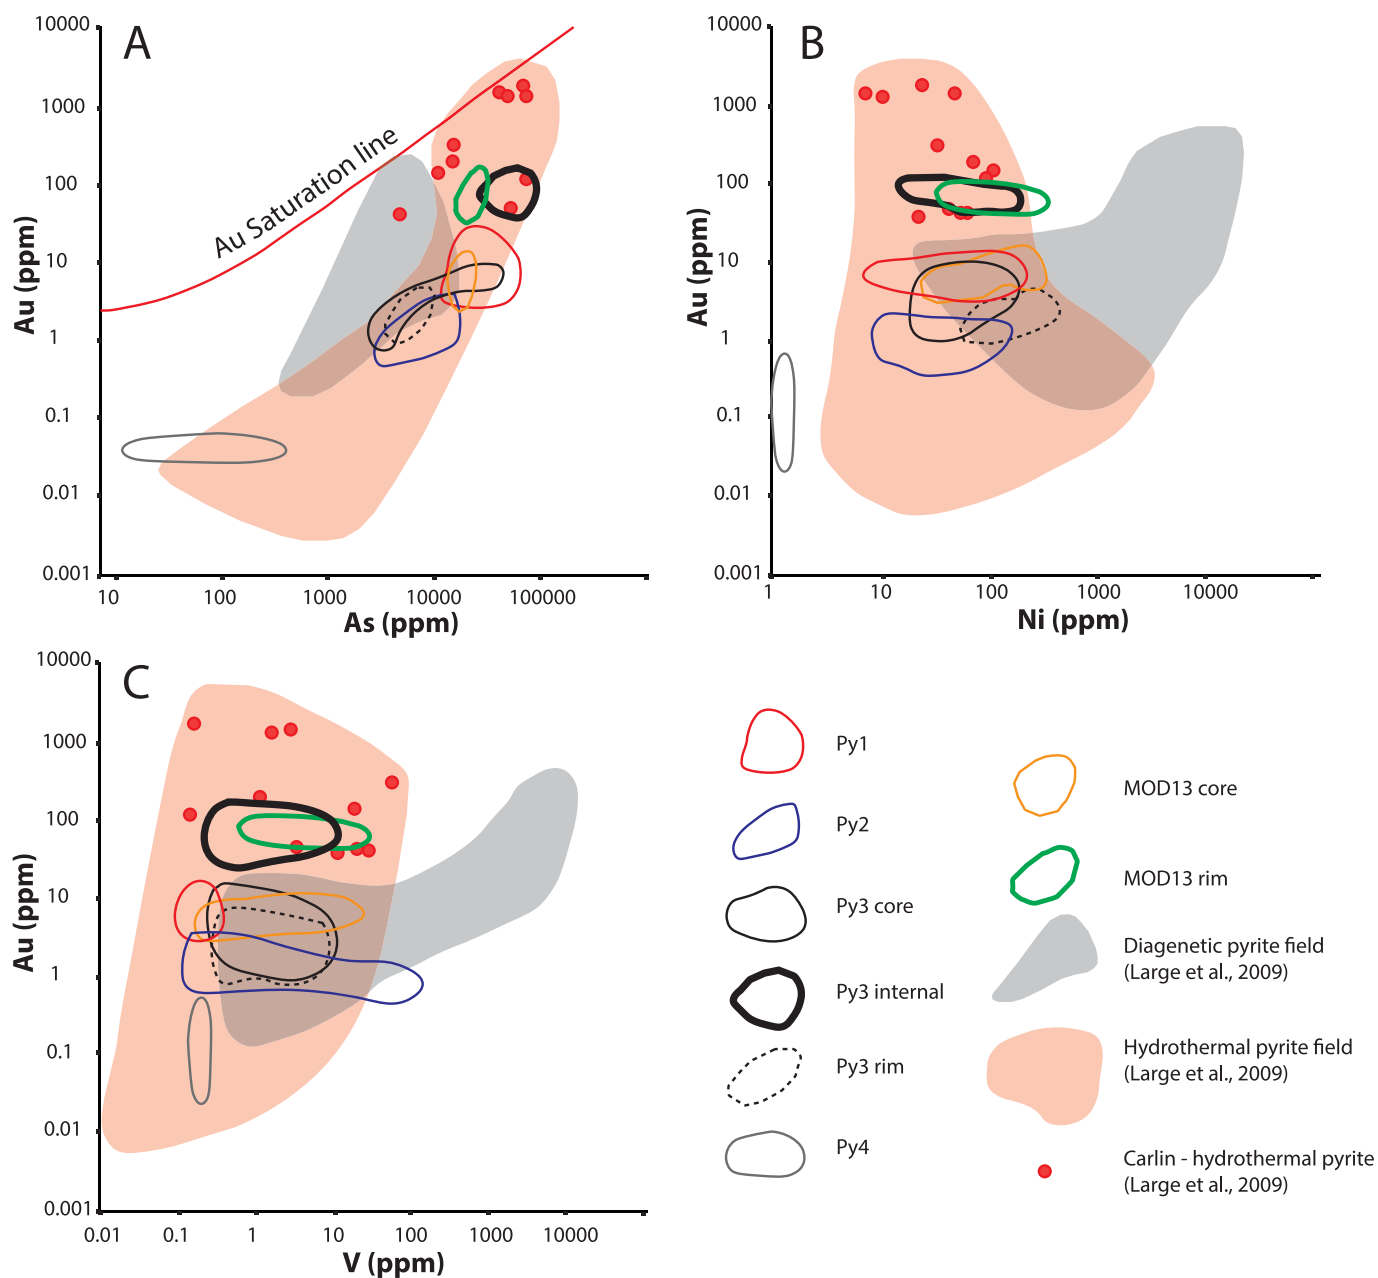 A
10000
1000
100
10
1
0.1
0.01
0.001
Au (ppm)
Au Saturation line
10
100
1000
10000
100000
As (ppm)
B
10000
1000
100
10
1
0.1
0.01
0.001
Au (ppm)
1
10
100
1000
10000
Ni (ppm)
C
10000
1000
100
10
1
0.1
0.01
0.001
Au (ppm)
0.01
0.1
1
10
100
1000
10000
V (ppm)
Py1
Py2
Py3 core
Py3 internal
Py3 rim
Py4
MOD13 core
MOD13 rim
Diagenetic pyrite field
(Large et al., 2009)
Hydrothermal pyrite field
(Large et al., 2009)
Carlin - hydrothermal pyrite
(Large et al., 2009)